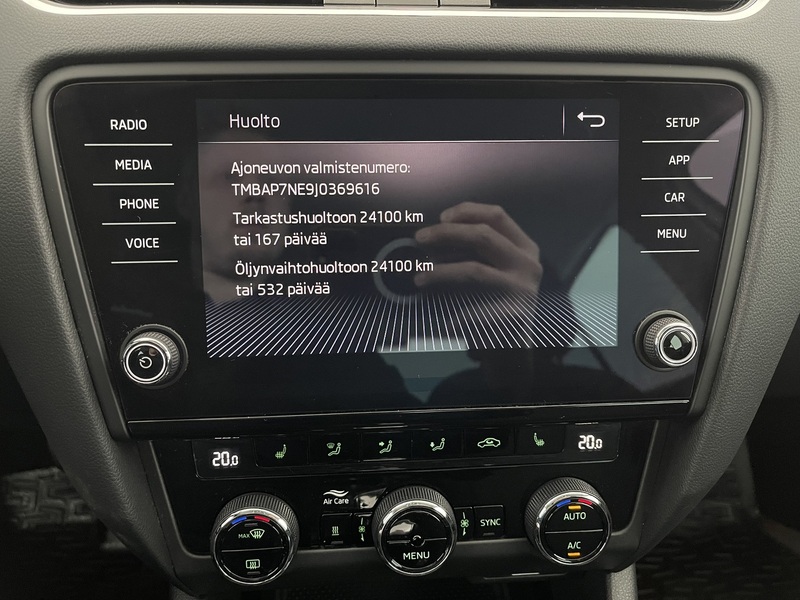 RADIO
MEDIA
PHONE
VOICE
Huolto
Ajoneuvon valmistenumero:
TMBAP7NE9J0369616
Tarkastushuoltoon 24100 km
tai 167 päivää
Öljynvaihtohuoltoon 24100 km
tai 532 päivää
SETUP
APP
CAR
MENU
20.0
20.0
Air Care
MAX
MENU
SYNC
AUTO
A/C